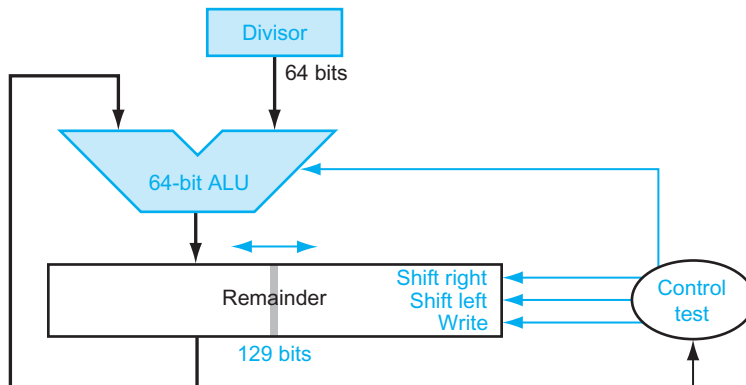 Divisor
64 bits
64-bit ALU
Shift right
Remainder
Shift left
Write
Control
test
129 bits